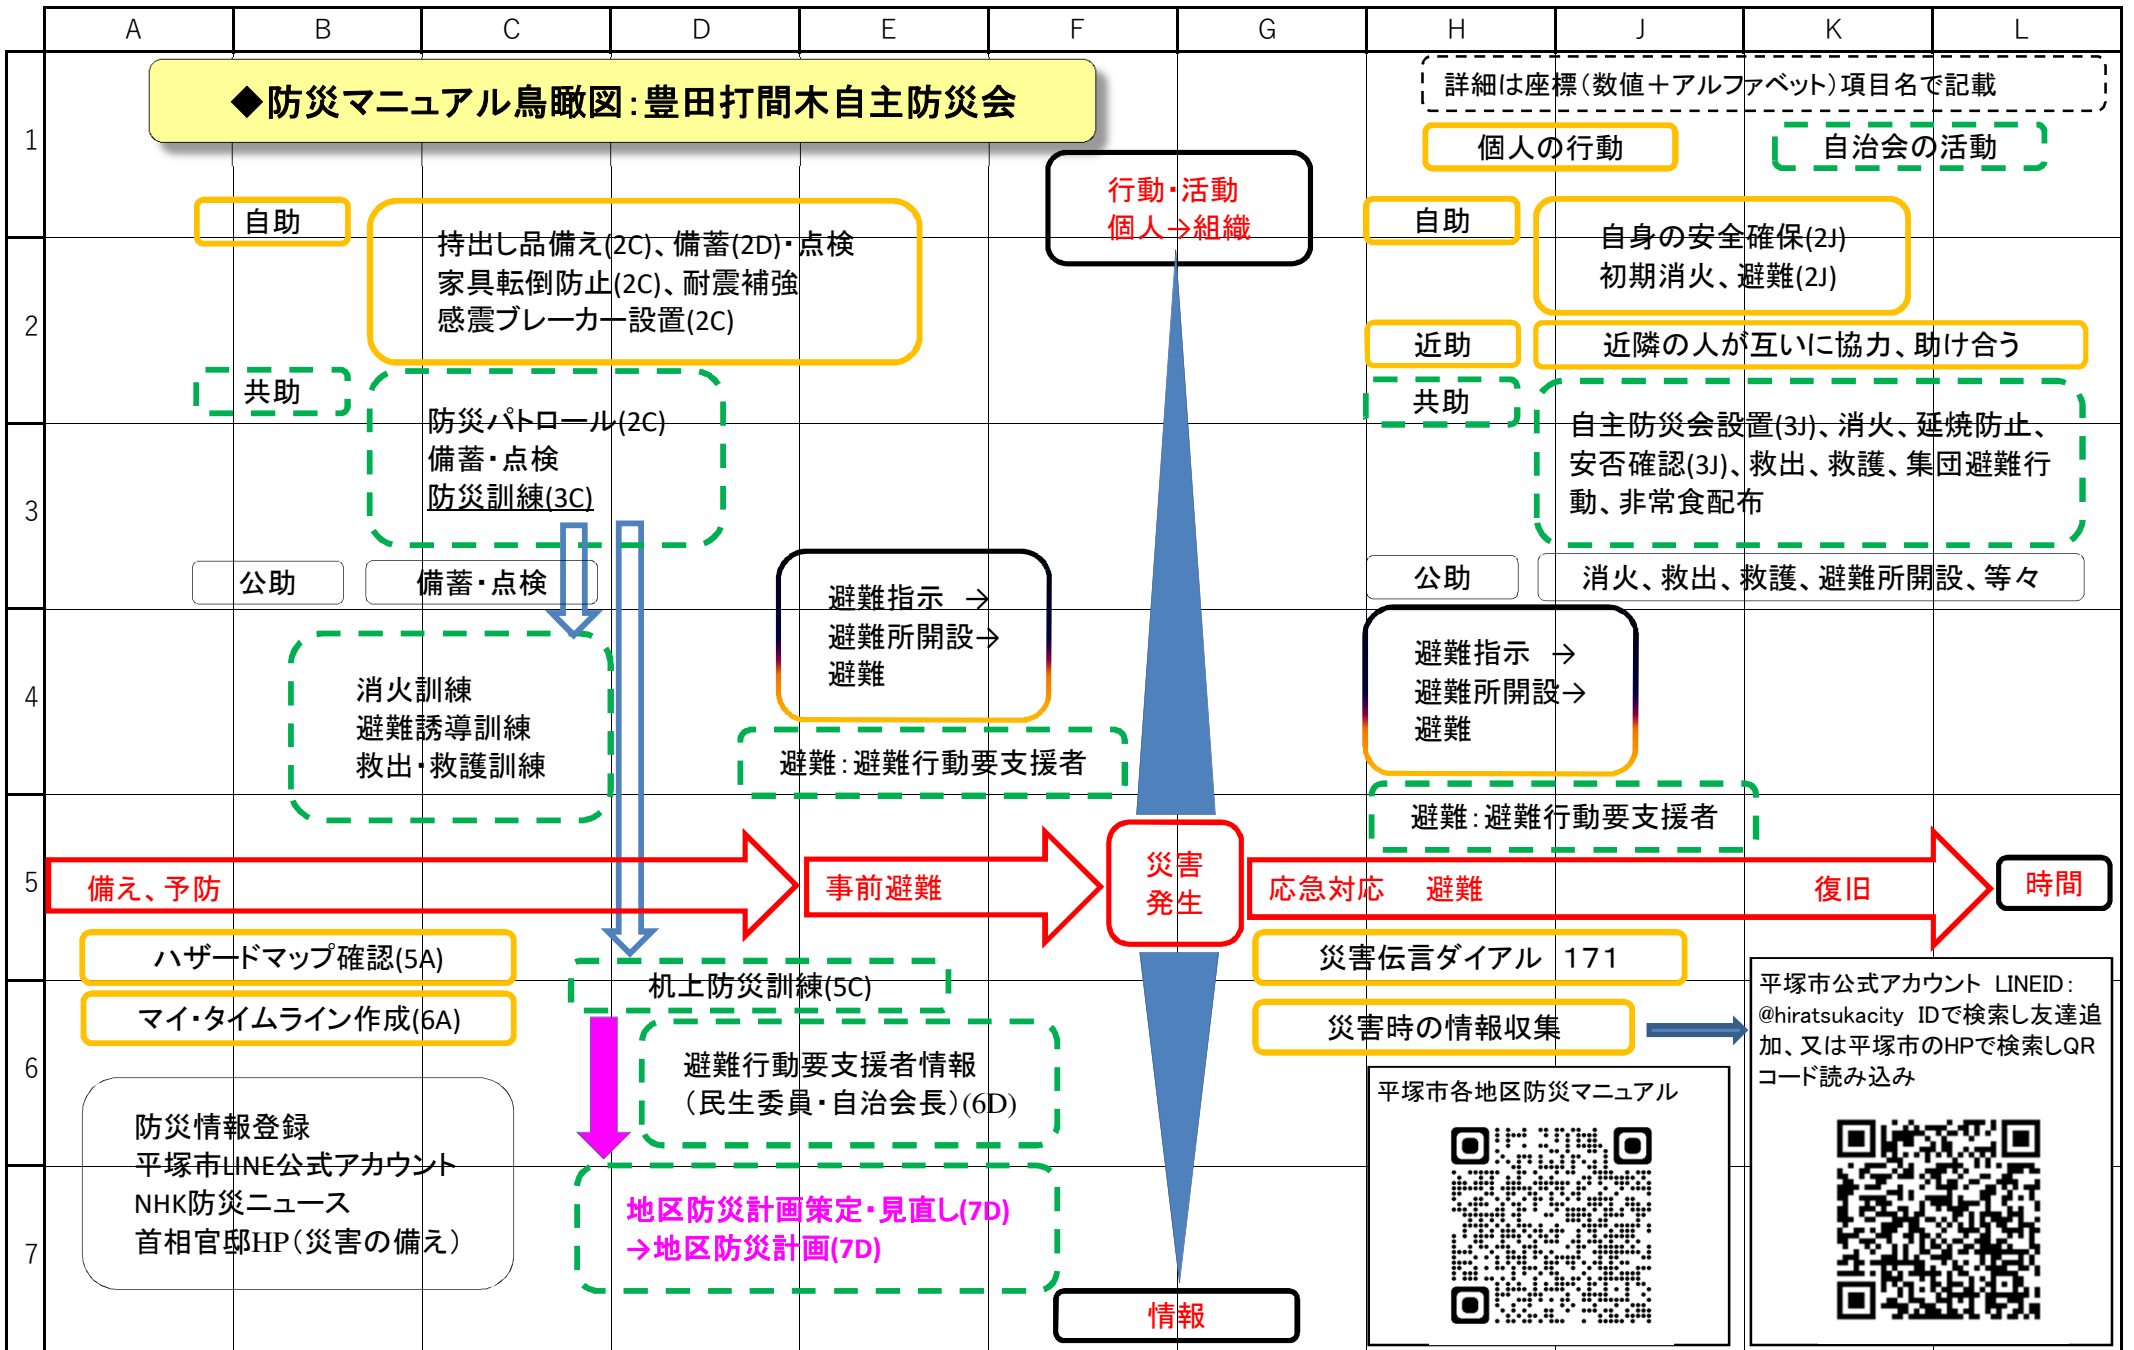 A B C D E F G H J K L
1
2
3
4
5
6
7
◆防災マニュアル鳥瞰図：豊田打間木自主防災会
詳細は座標（数値＋アルファベット）項目名で記載
個人の行動
自治会の活動
行動・活動
個人→組織
自助
持出し品備え(2C)、備蓄(2D)・点検
家具転倒防止(2C)、耐震補強
感震ブレーカー設置(2C)
共助
防災パトロール(2C)
備蓄・点検
防災訓練(3C)
公助
備蓄・点検
消火訓練
避難誘導訓練
救出・救護訓練
避難指示 →
避難所開設→
避難
避難：避難行動要支援者
自助
自身の安全確保(2J)
初期消火、避難(2J)
近助
近隣の人が互いに協力、助け合う
共助
自主防災会設置(3J)、消火、延焼防止、
安否確認(3J)、救出、救護、集団避難行
動、非常食配布
公助
消火、救出、救護、避難所開設、等々
避難指示 →
避難所開設→
避難
避難：避難行動要支援者
備え、予防
事前避難
災害
発生
応急対応 避難 復旧
時間
ハザードマップ確認(5A)
マイ・タイムライン作成(6A)
防災情報登録
平塚市LINE公式アカウント
NHK防災ニュース
首相官邸HP（災害の備え）
机上防災訓練(5C)
避難行動要支援者情報
（民生委員・自治会長）(6D)
地区防災計画策定・見直し(7D)
→地区防災計画(7D)
情報
災害伝言ダイアル 171
災害時の情報収集
平塚市各地区防災マニュアル
平塚市公式アカウント LINEID：
@hiratsukacity IDで検索し友達追
加、又は平塚市のHPで検索しQR
コード読み込み